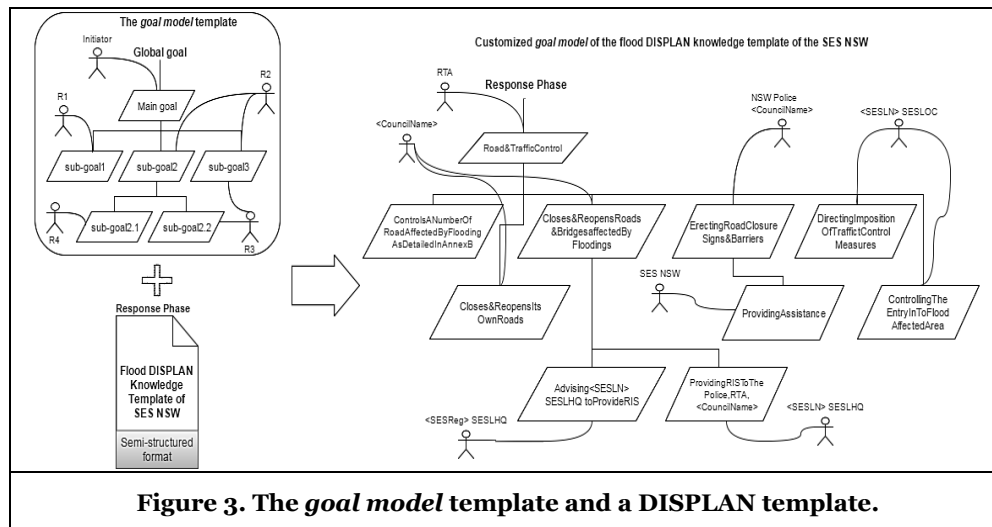 The goal model template
Initiator
Global goal
R1
R2
Main goal
sub-goal1
sub-goal2
sub-goal3
R4
sub-goal2.1
sub-goal2.2
R3
Response Phase
Flood DISPLAN
Knowledge
Template of
SES NSW
Semi-structured
format
Customized goal model of the flood DISPLAN knowledge template of the SES NSW
RTA
Response Phase
<CouncilName>
NSW Police
<CouncilName>
<SESLN> SESLOC
Road&TrafficControl
ControlsANumberOf
RoadAffectedByFlooding
AsDetailedInAnnexB
Closes&ReopensRoads
&BridgesaffectedBy
Floodings
ErectingRoadClosure
Signs&Barriers
DirectingImposition
OfTraffictControl
Measures
SES NSW
Closes&ReopensIts
OwnRoads
ProvidingAssistance
ControllingThe
EntryInToFlood
AffectedArea
Advising<SESLN>
SESLHQ toProvideRIS
ProvidingRISToThe
Police,RTA,
<CouncilName>
<SESReg> SESLHQ
<SESLN> SESLHQ
Figure 3. The goal model template and a DISPLAN template.